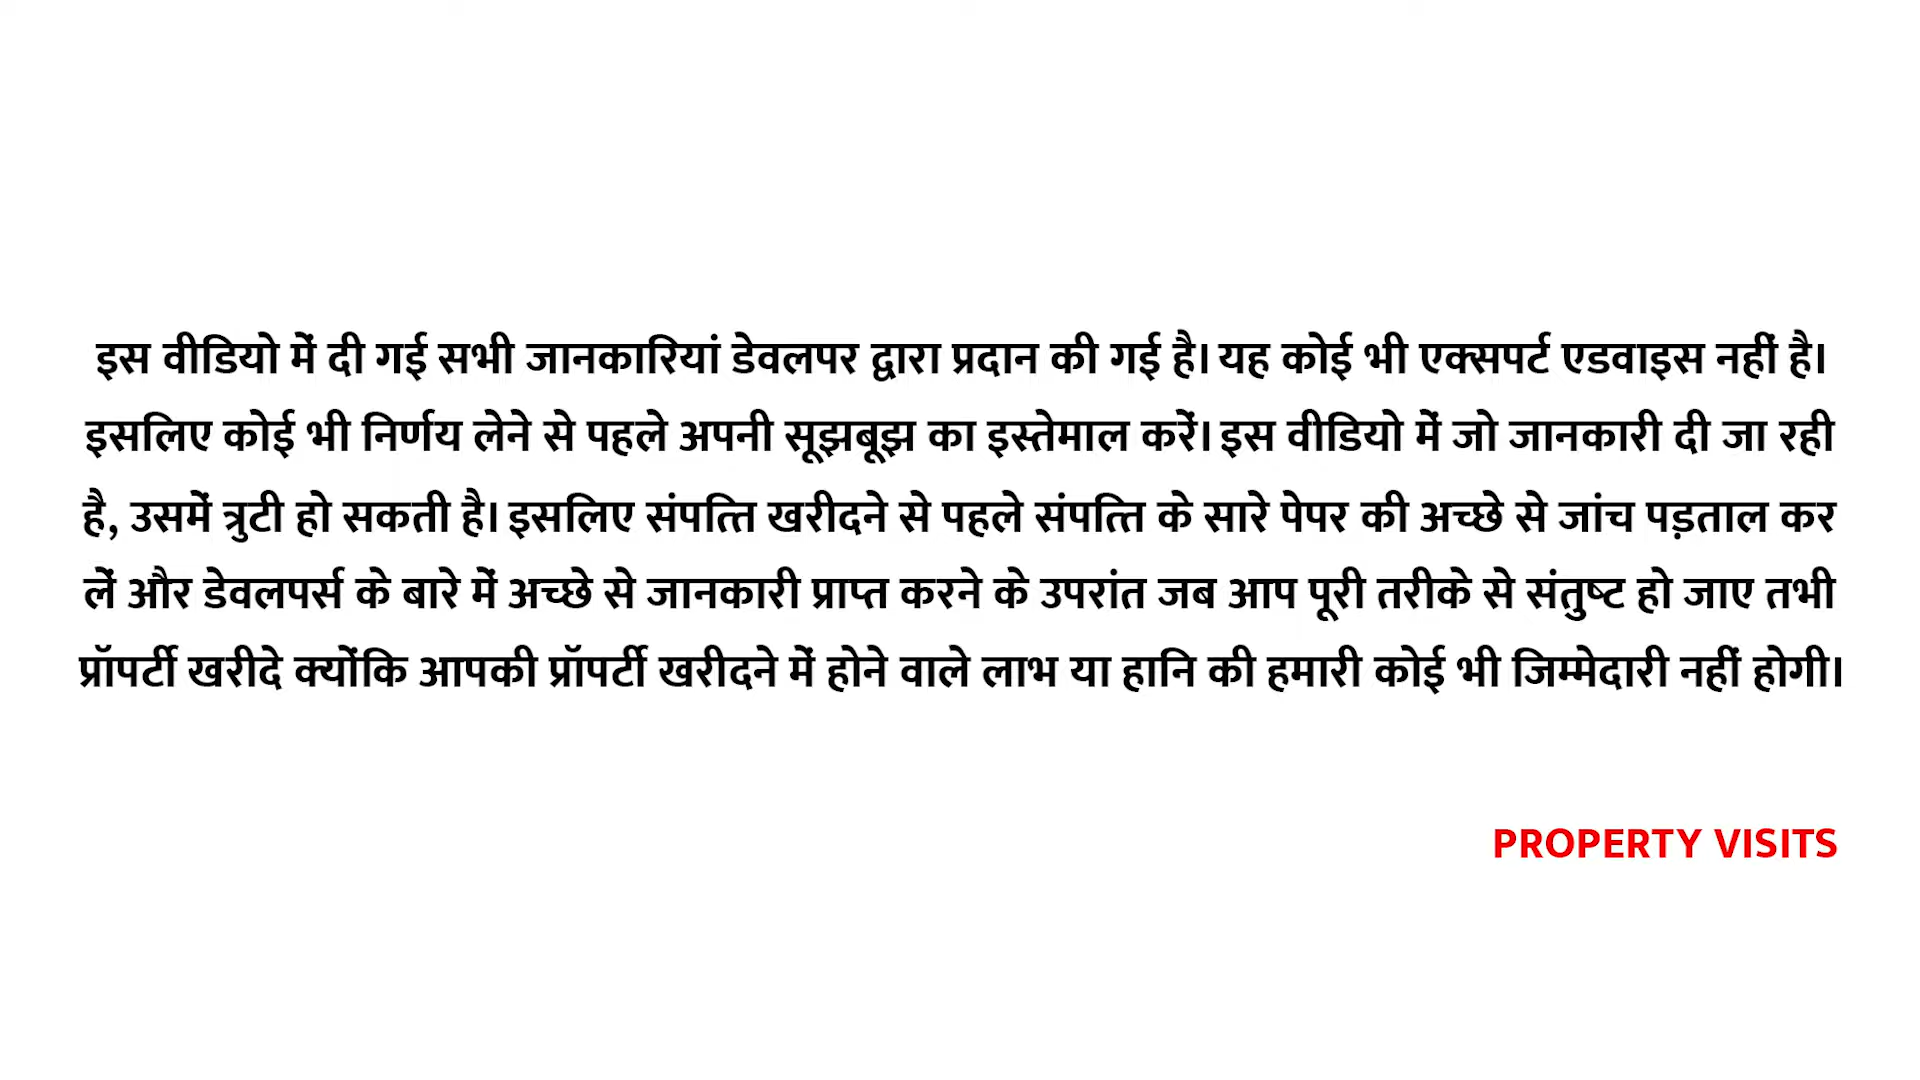 इस वीडियो में दी गई सभी जानकारियां डेवलपर द्वारा प्रदान की गई है। यह कोई भी एक्सपर्ट एडवाइस नहीं है।
इसलिए कोई भी निर्णय लेने से पहले अपनी सूझबूझ का इस्तेमाल करें। इस वीडियो में जो जानकारी दी जा रही
है, उसमें त्रुटी हो सकती है। इसलिए संपत्ति खरीदने से पहले संपत्ति के सारे पेपर की अच्छे से जांच पड़ताल कर
लें और डेवलपर्स के बारे में अच्छे से जानकारी प्राप्त करने के उपरांत जब आप पूरी तरीके से संतुष्ट हो जाए तभी
प्रॉपर्टी खरीदे क्योंकि आपकी प्रॉपर्टी खरीदने में होने वाले लाभ या हानि की हमारी कोई भी जिम्मेदारी नहीं होगी।
PROPERTY VISITS